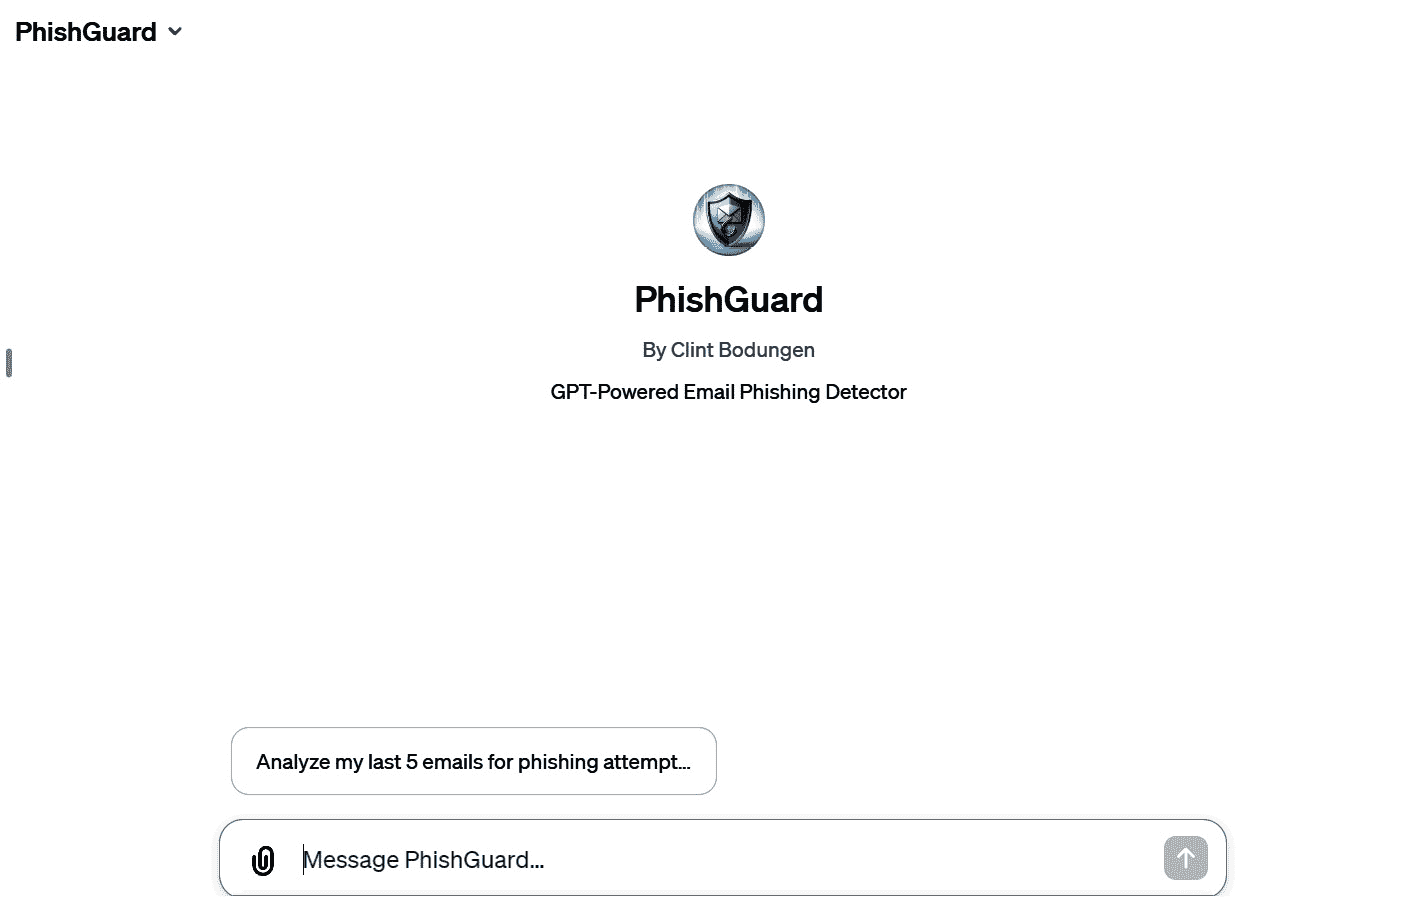 PhishGuard
PhishGuard
By Clint Bodungen
GPT-Powered Email Phishing Detector
Analyze my last 5 emails for phishing attempt...
Message PhishGuard...